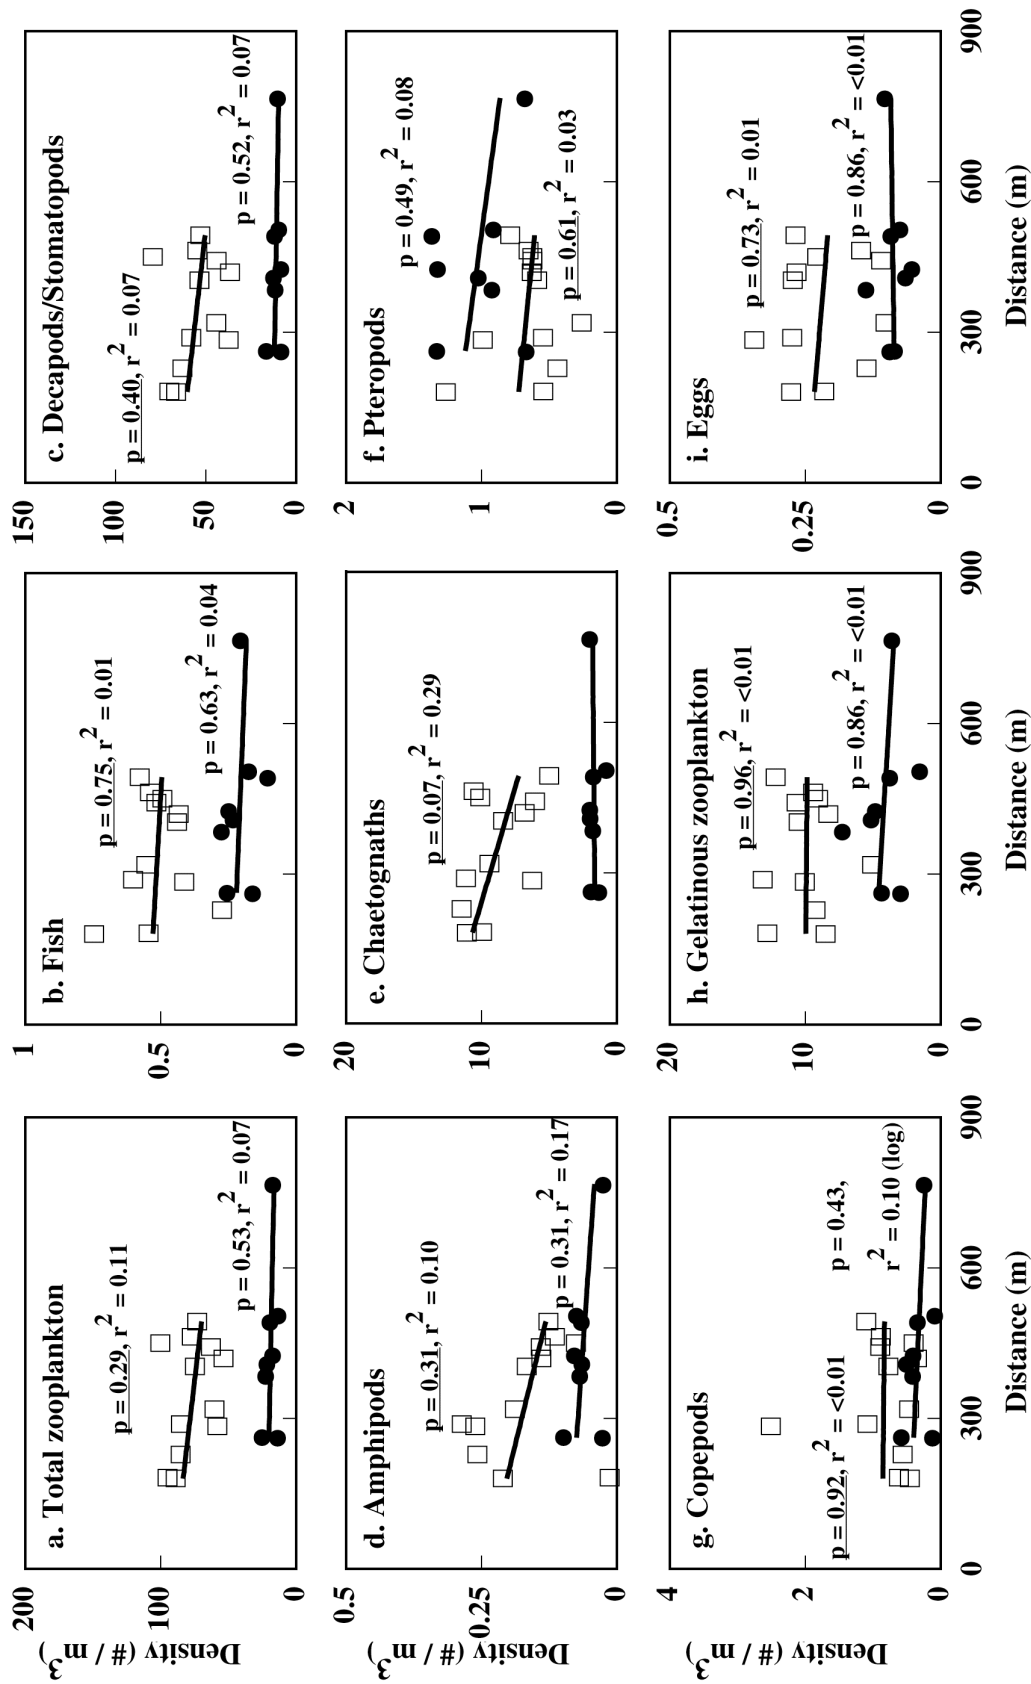 a. Total zooplankton
p = 0.29, r2 = 0.11
p = 0.53, r2 = 0.07
200
100
0
Density (# / m3)
b. Fish
p = 0.75, r2 = 0.01
p = 0.63, r2 = 0.04
1
0.5
0
c. Decapods/Stomatopods
p = 0.40, r2 = 0.07
p = 0.52, r2 = 0.07
150
100
50
0
d. Amphipods
p = 0.31, r2 = 0.10
p = 0.31, r2 = 0.17
0.5
0.25
0
Density (# / m3)
e. Chaetognaths
p = 0.07, r2 = 0.29
20
10
0
f. Pteropods
p = 0.49, r2 = 0.08
p = 0.61, r2 = 0.03
2
1
0
g. Copepods
p = 0.92, r2 = <0.01
p = 0.43,
r2 = 0.10 (log)
4
2
0
Density (# / m3)
0 300 600 900
Distance (m)
h. Gelatinous zooplankton
p = 0.96, r2 = <0.01
p = 0.86, r2 = <0.01
20
10
0
0 300 600 900
Distance (m)
i. Eggs
p = 0.73, r2 = 0.01
p = 0.86, r2 = <0.01
0.5
0.25
0
0 300 600 900
Distance (m)